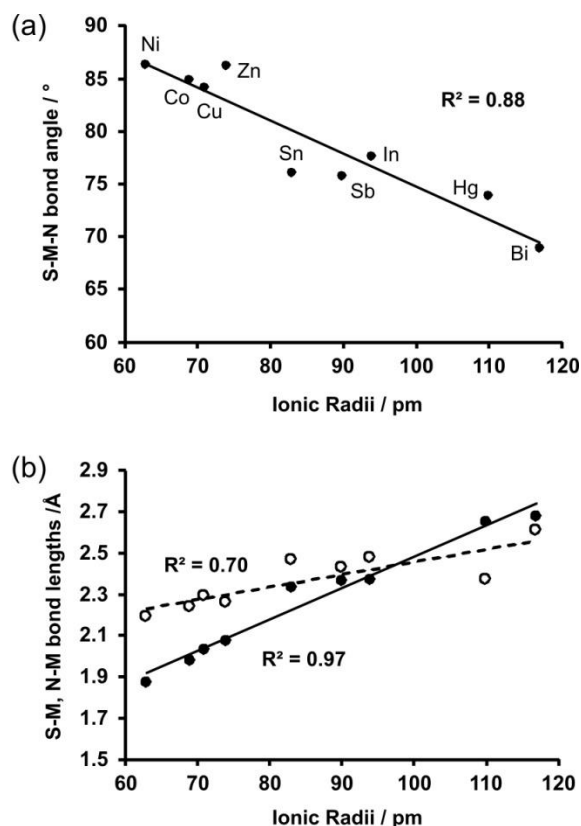 (a)
90
85
80
75
70
65
60
S-M-N bond angle / °
Ni
Zn
Co
Cu
R² = 0.88
Sn
In
Sb
Hg
Bi
60 70 80 90 100 110 120
Ionic Radii / pm
(b)
2.9
2.7
2.5
2.3
2.1
1.9
1.7
1.5
S-M, N-M bond lengths /Å
R² = 0.70
R² = 0.97
60 70 80 90 100 110 120
Ionic Radii / pm